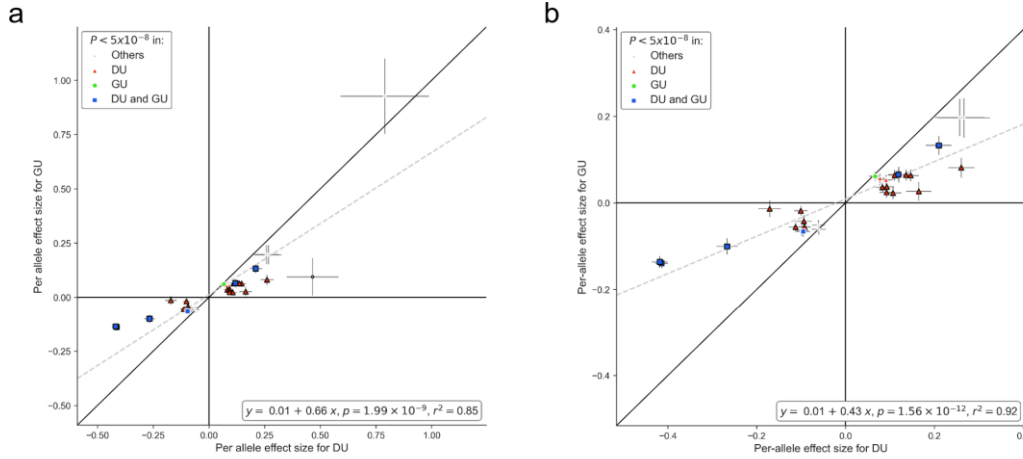 a
P < 5x10⁻⁸ in:
Others
DU
GU
DU and GU
1.00
0.75
0.50
0.25
0.00
−0.25
−0.50
Per allele effect size for GU
y = 0.01 + 0.66 x, p = 1.99 × 10⁻⁹, r² = 0.85
−0.50
−0.25
0.00
0.25
0.50
0.75
1.00
Per allele effect size for DU
b
P < 5x10⁻⁸ in:
Others
DU
GU
DU and GU
0.4
0.2
0.0
−0.2
−0.4
Per-allele effect size for GU
y = 0.01 + 0.43 x, p = 1.56 × 10⁻¹², r² = 0.92
−0.4
−0.2
0.0
0.2
Per-allele effect size for DU